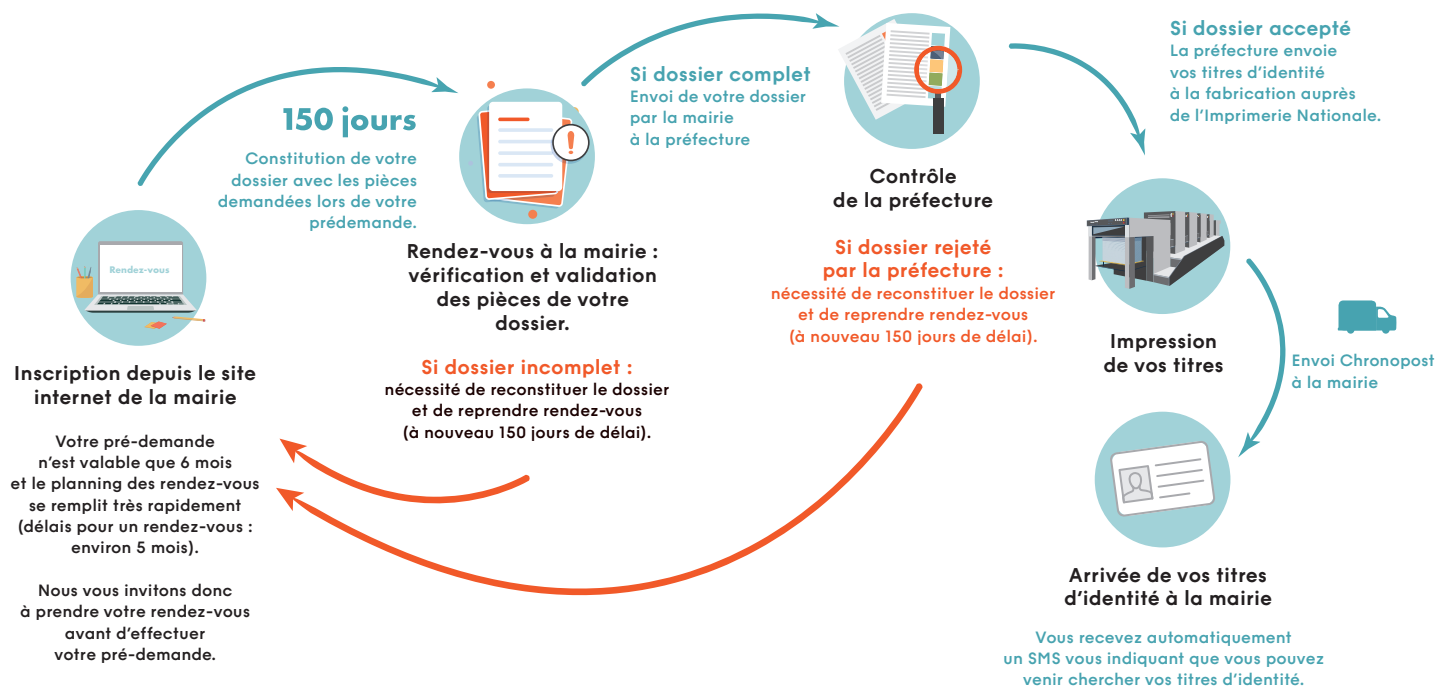 Rendez-vous
Inscription depuis le site
internet de la mairie
Votre pré-demande
n'est valable que 6 mois
et le planning des rendez-vous
se remplit très rapidement
(délais pour un rendez-vous :
environ 5 mois).
Nous vous invitons donc
à prendre votre rendez-vous
avant d'effectuer
votre pré-demande.
150 jours
Constitution de votre
dossier avec les pièces
demandées lors de votre
prédemande.
Rendez-vous à la mairie :
vérification et validation
des pièces de votre
dossier.
Si dossier incomplet :
nécessité de reconstituer le dossier
et de reprendre rendez-vous
(à nouveau 150 jours de délai).
Si dossier complet
Envoi de votre dossier
par la mairie
à la préfecture
Contrôle
de la préfecture
Si dossier rejeté
par la préfecture :
nécessité de reconstituer le dossier
et de reprendre rendez-vous
(à nouveau 150 jours de délai).
Si dossier accepté
La préfecture envoie
vos titres d'identité
à la fabrication auprès
de l'Imprimerie Nationale.
Impression
de vos titres
Envoi Chronopost
à la mairie
Arrivée de vos titres
d'identité à la mairie
Vous recevez automatiquement
un SMS vous indiquant que vous pouvez
venir chercher vos titres d'identité.